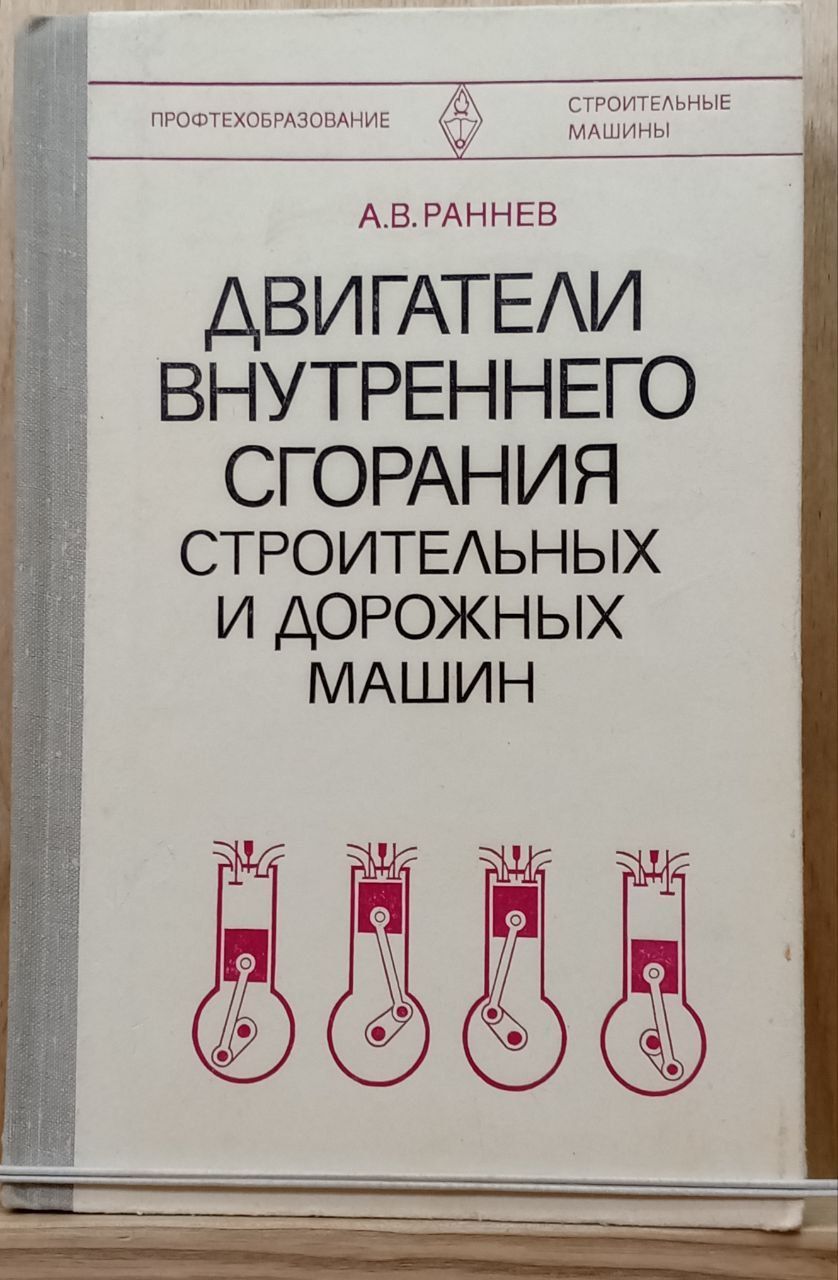 ПРОФТЕХОБРАЗОВАНИЕ
СТРОИТЕЛЬНЫЕ
МАШИНЫ
А.В.РАННЕВ
ДВИГАТЕЛИ
ВНУТРЕННЕГО
СГОРАНИЯ
СТРОИТЕЛЬНЫХ
И ДОРОЖНЫХ
МАШИН